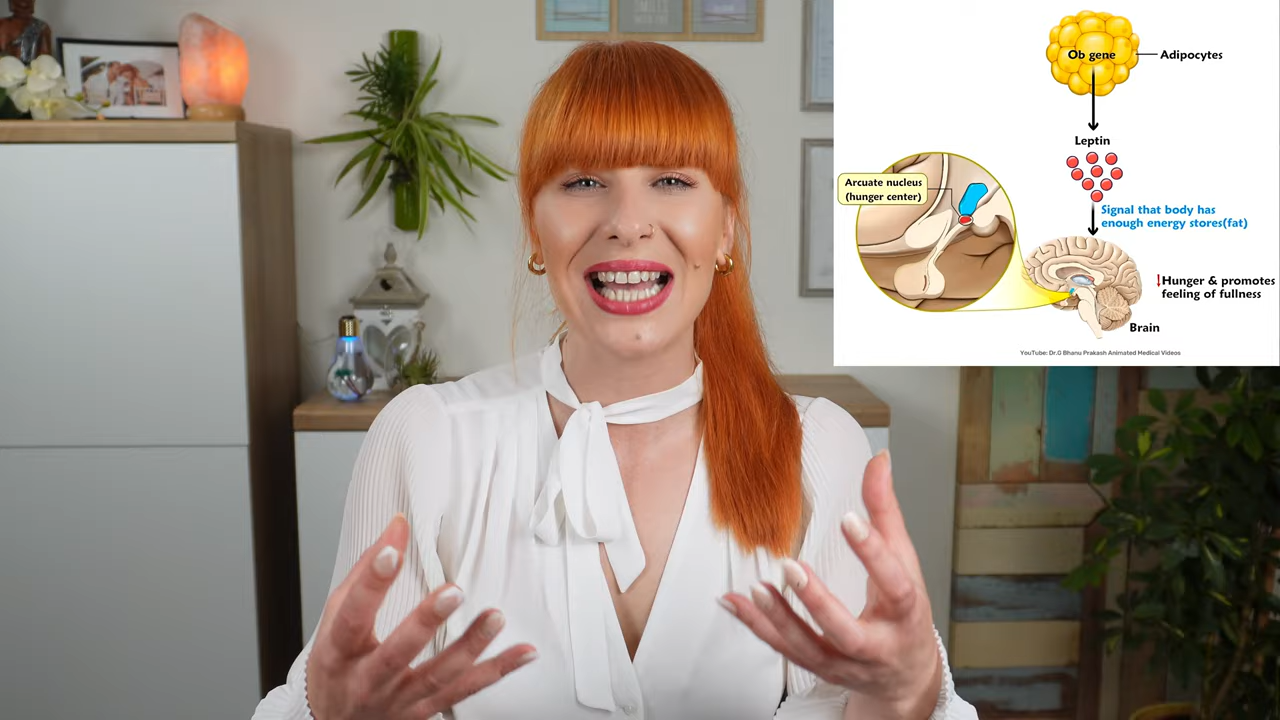 Ob gene
Adipocytes
Leptin
Arcuate nucleus
(hunger center)
Signal that body has
enough energy stores(fat)
↓Hunger & promotes
feeling of fullness
Brain
YouTube: Dr.G Bhanu Prakash Animated Medical Videos